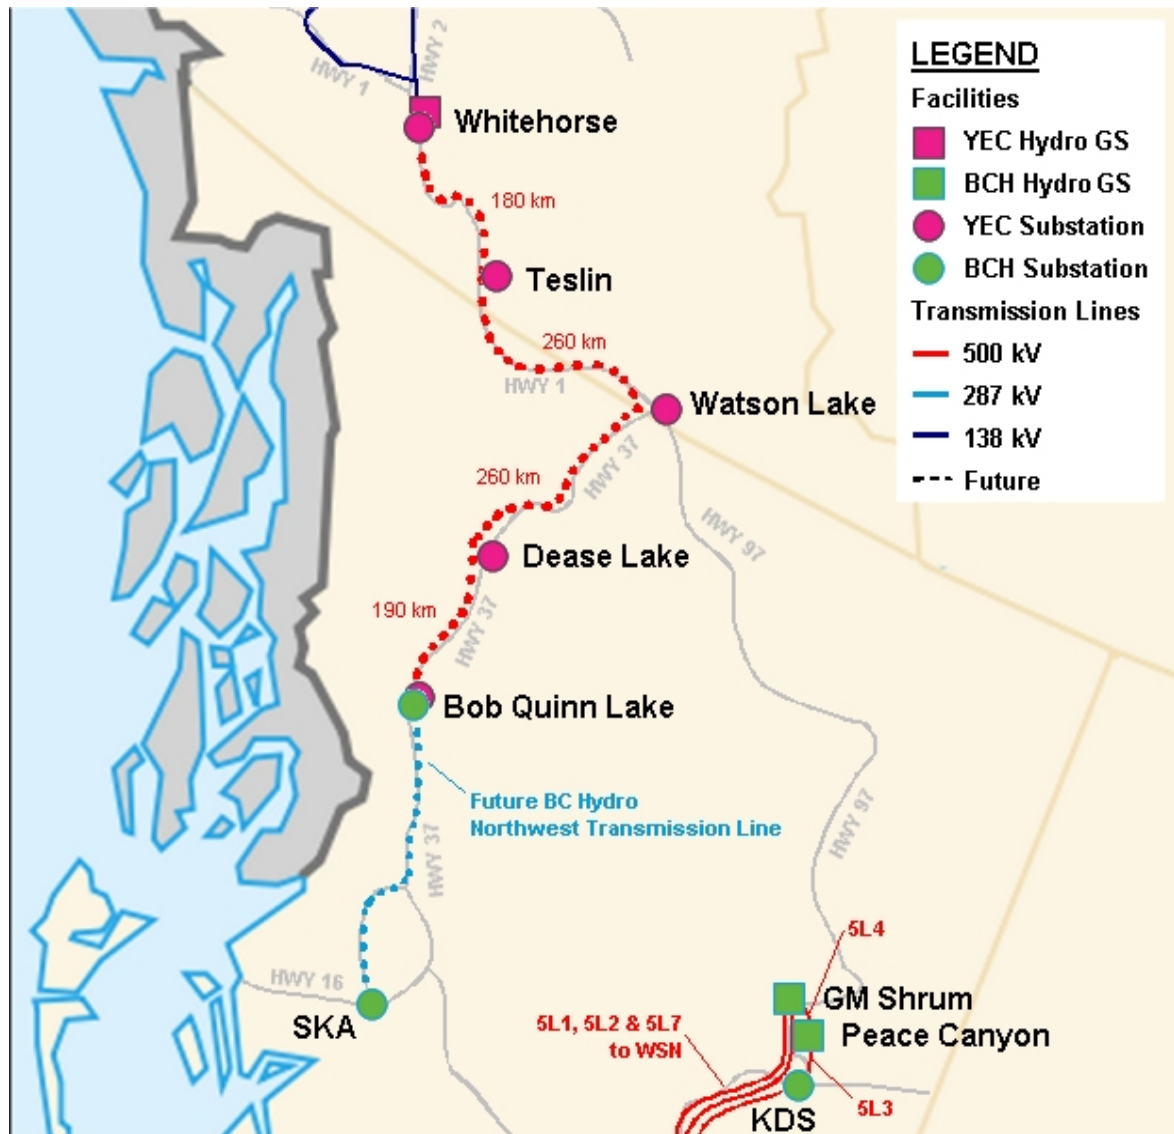 LEGEND
Facilities
YEC Hydro GS
BCH Hydro GS
YEC Substation
BCH Substation
Transmission Lines
500 kV
287 kV
138 kV
Future
HWY 1
HWY 2
Whitehorse
180 km
Teslin
260 km
HWY 1
Watson Lake
260 km
HWY 37
HWY 97
Dease Lake
190 km
HWY 37
Bob Quinn Lake
Future BC Hydro
Northwest Transmission Line
HWY 37
HWY 97
5L4
HWY 16
SKA
GM Shrum
5L1, 5L2 & 5L7
to WSN
Peace Canyon
KDS
5L3